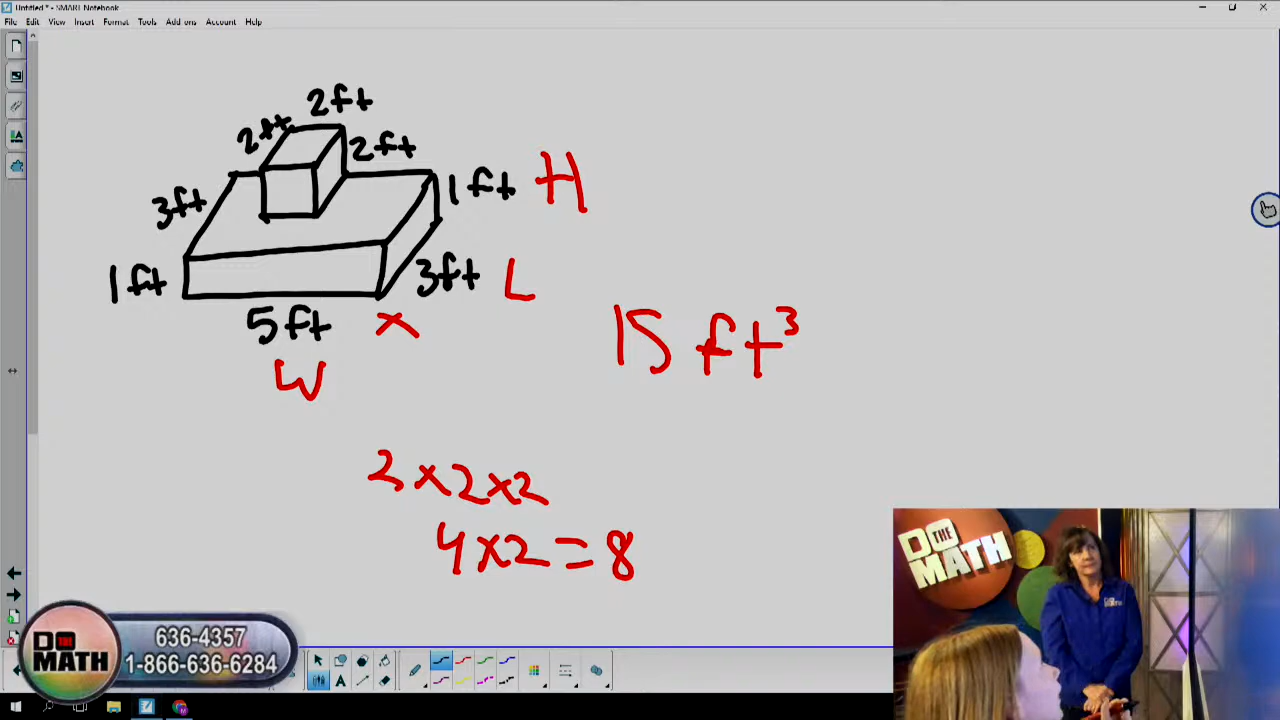 Untitled * - SMART Notebook
File Edit View Insert Format Tools Add-ons Account Help
2ft
2ft
2ft
3ft
1ft H
1ft
3ft L
5ft X
W
15 ft³
2x2x2
4x2=8
DO THE MATH
DO THE MATH
636-4357
1-866-636-6284